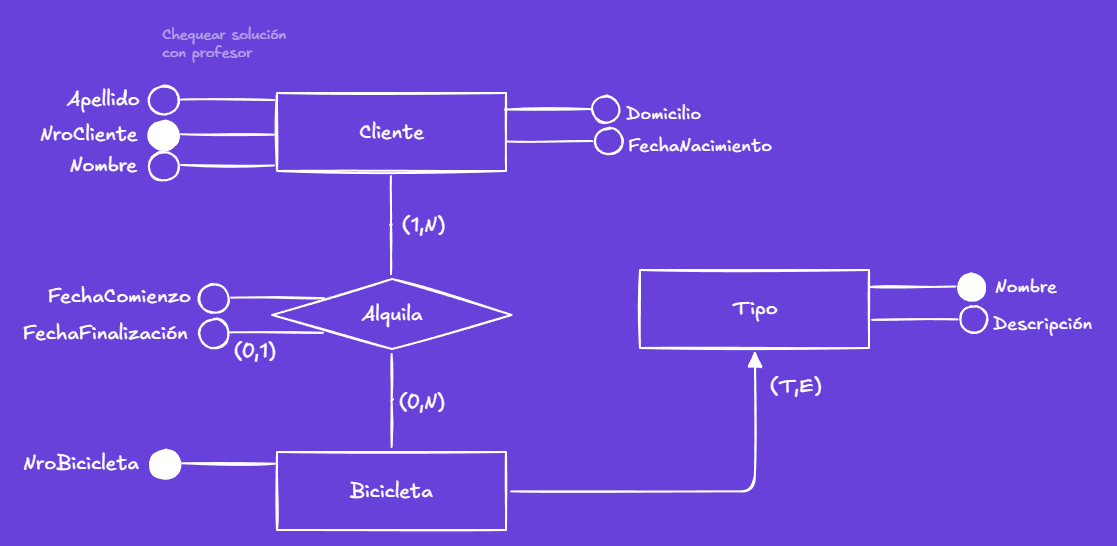 Chequear solución
con profesor
Apellido
NroCliente
Nombre
Cliente
Domicilio
FechaNacimiento
(1,N)
FechaComienzo
FechaFinalización
(0,1)
Alquila
(0,N)
Tipo
Nombre
Descripción
(T,E)
NroBicicleta
Bicicleta